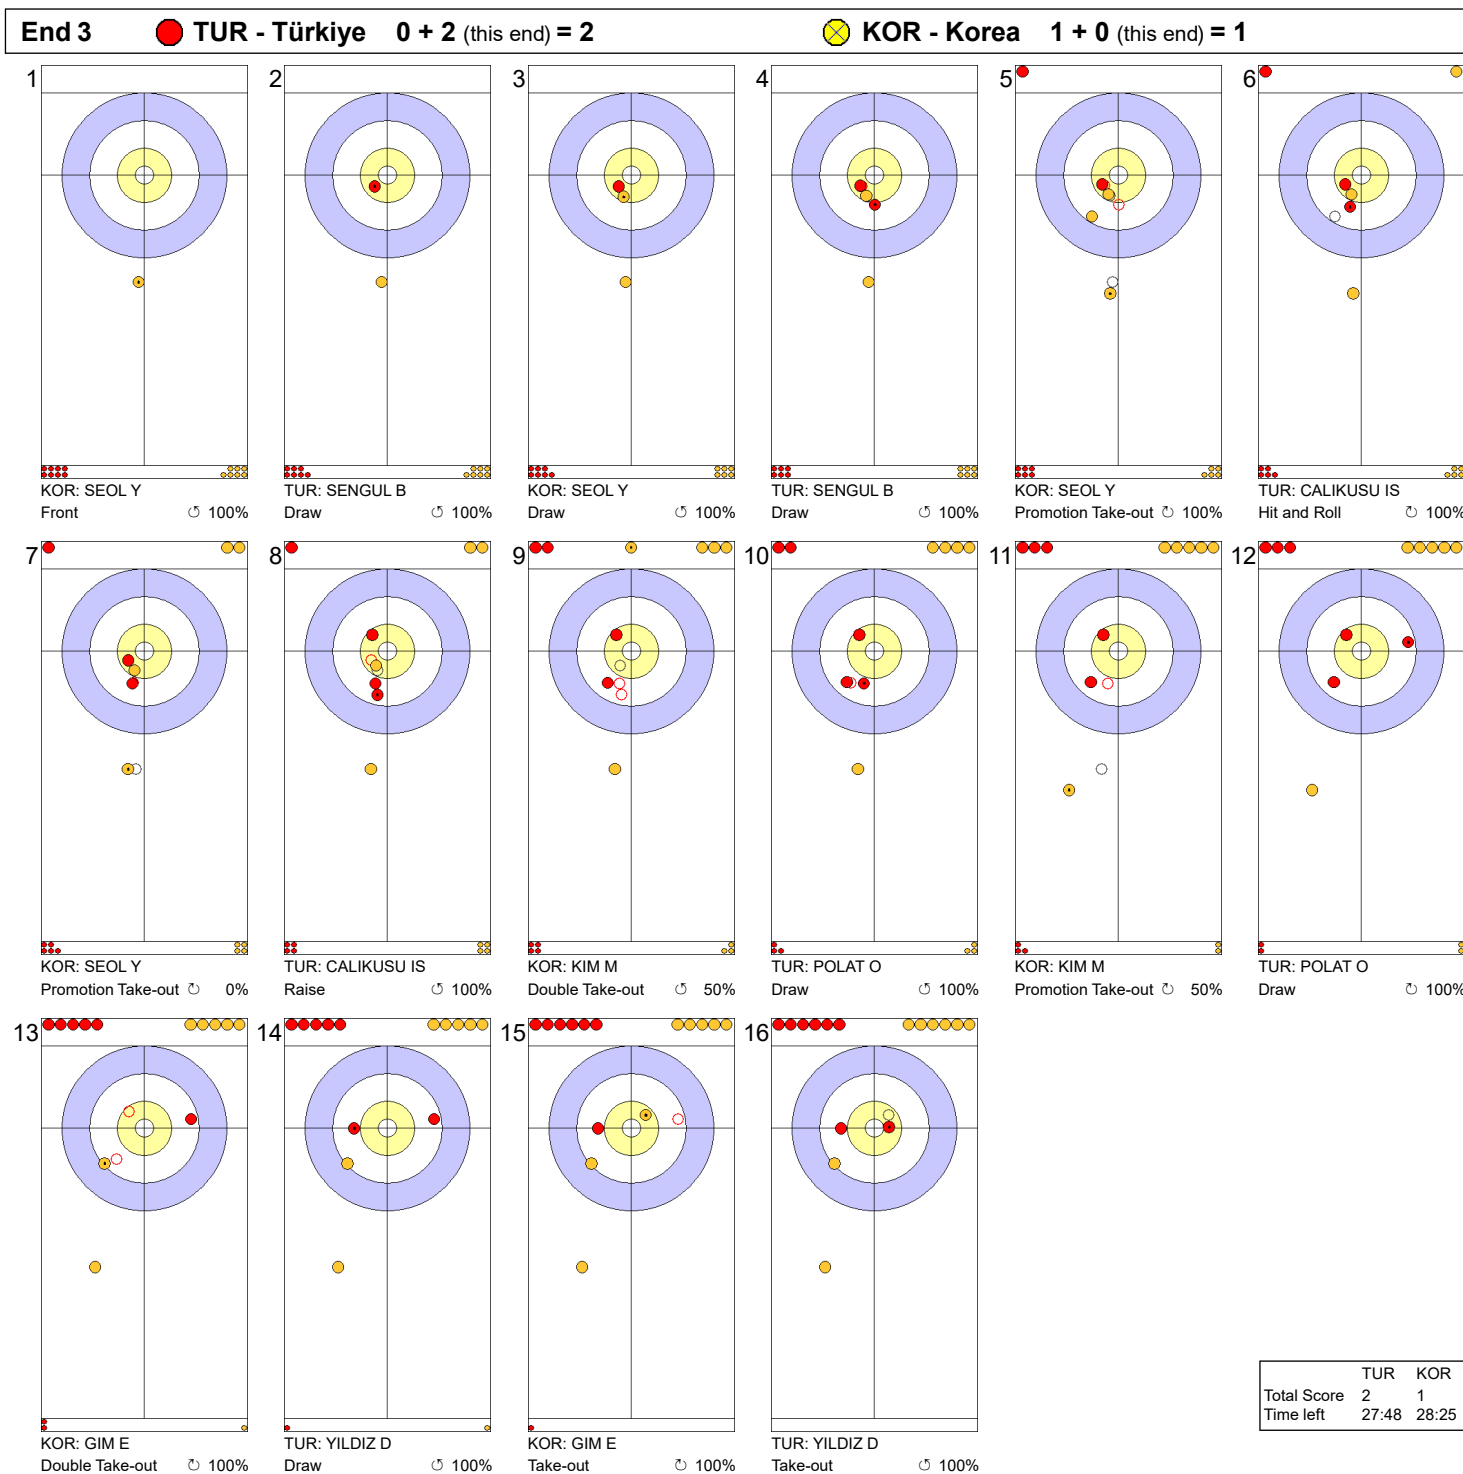 End 3 TUR - Türkiye 0 + 2 (this end) = 2 KOR - Korea 1 + 0 (this end) = 1
1 2 3 4 5 6
KOR: SEOL Y TUR: SENGUL B KOR: SEOL Y TUR: SENGUL B KOR: SEOL Y TUR: CALIKUSU IS
Front 100% Draw 100% Draw 100% Draw 100% Promotion Take-out 100% Hit and Roll 100%
7 8 9 10 11 12
KOR: SEOL Y TUR: CALIKUSU IS KOR: KIM M TUR: POLAT O KOR: KIM M TUR: POLAT O
Promotion Take-out 0% Raise 100% Double Take-out 50% Draw 100% Promotion Take-out 50% Draw 100%
13 14 15 16
KOR: GIM E TUR: YILDIZ D KOR: GIM E TUR: YILDIZ D
Double Take-out 100% Draw 100% Take-out 100% Take-out 100%
TUR KOR
Total Score 2 1
Time left 27:48 28:25